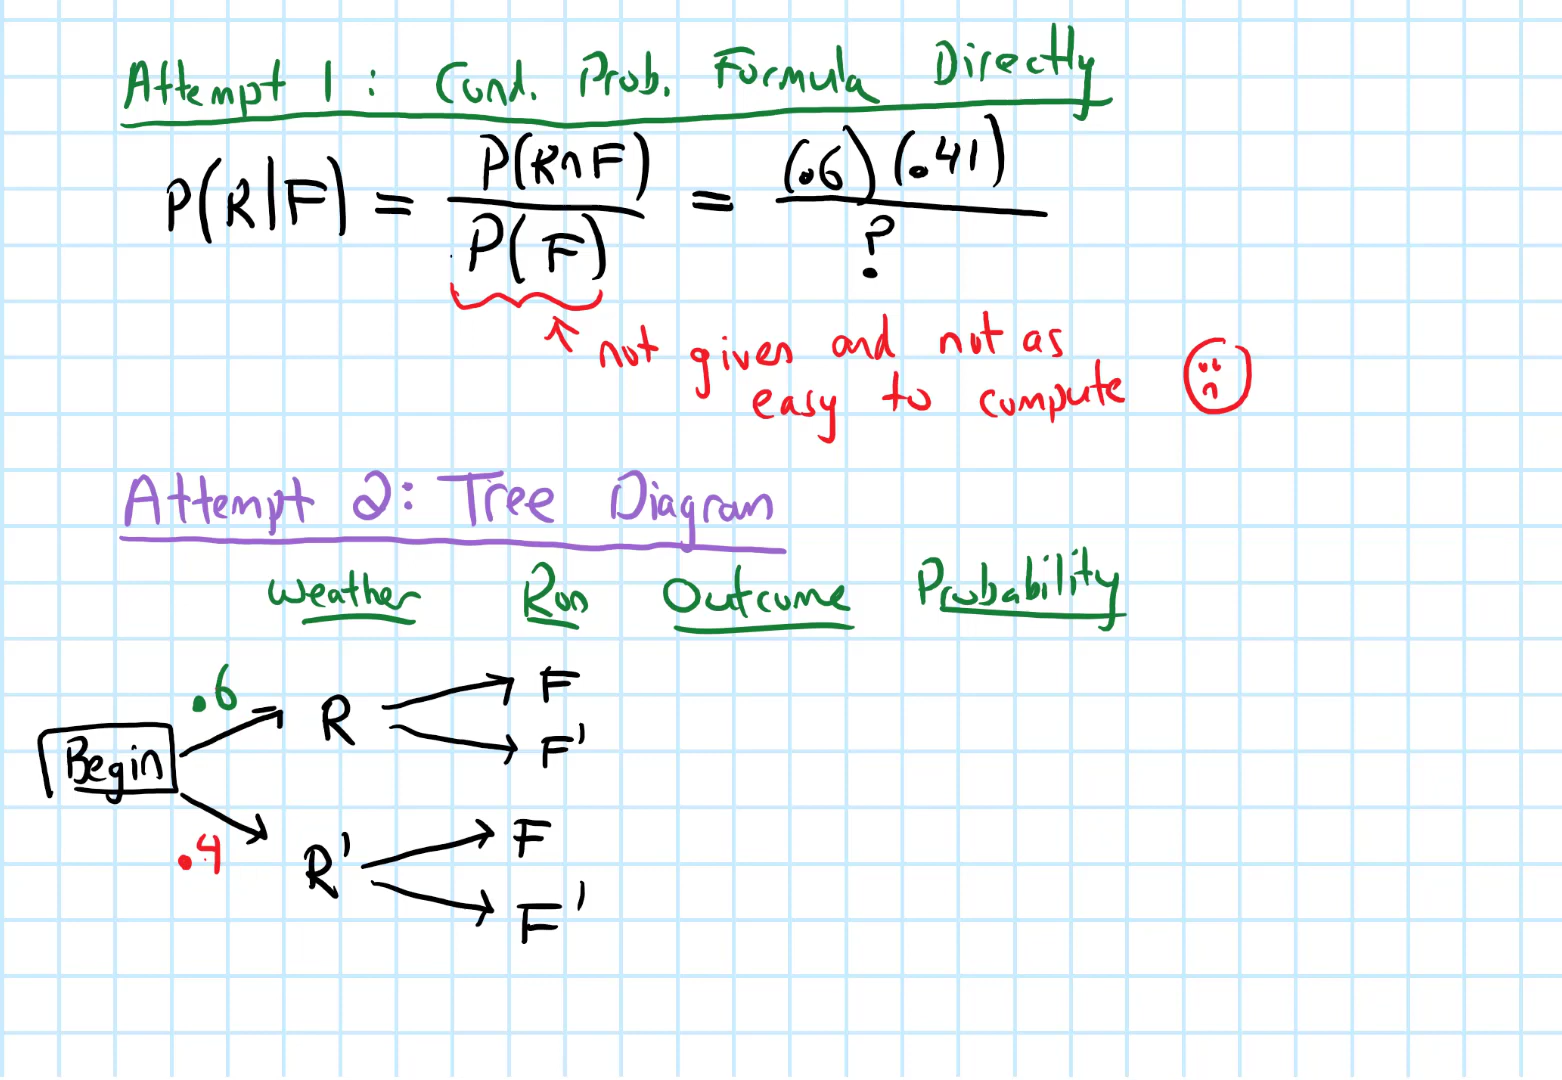 Attempt 1: Cond. Prob. Formula Directly
P(R|F) = P(R∩F) / P(F) = (.6)(.41) / ?
↑ not given and not as
easy to compute
Attempt 2: Tree Diagram
Weather Run Outcome Probability
.6 R → F
→ F'
Begin
.4 R' → F
→ F'